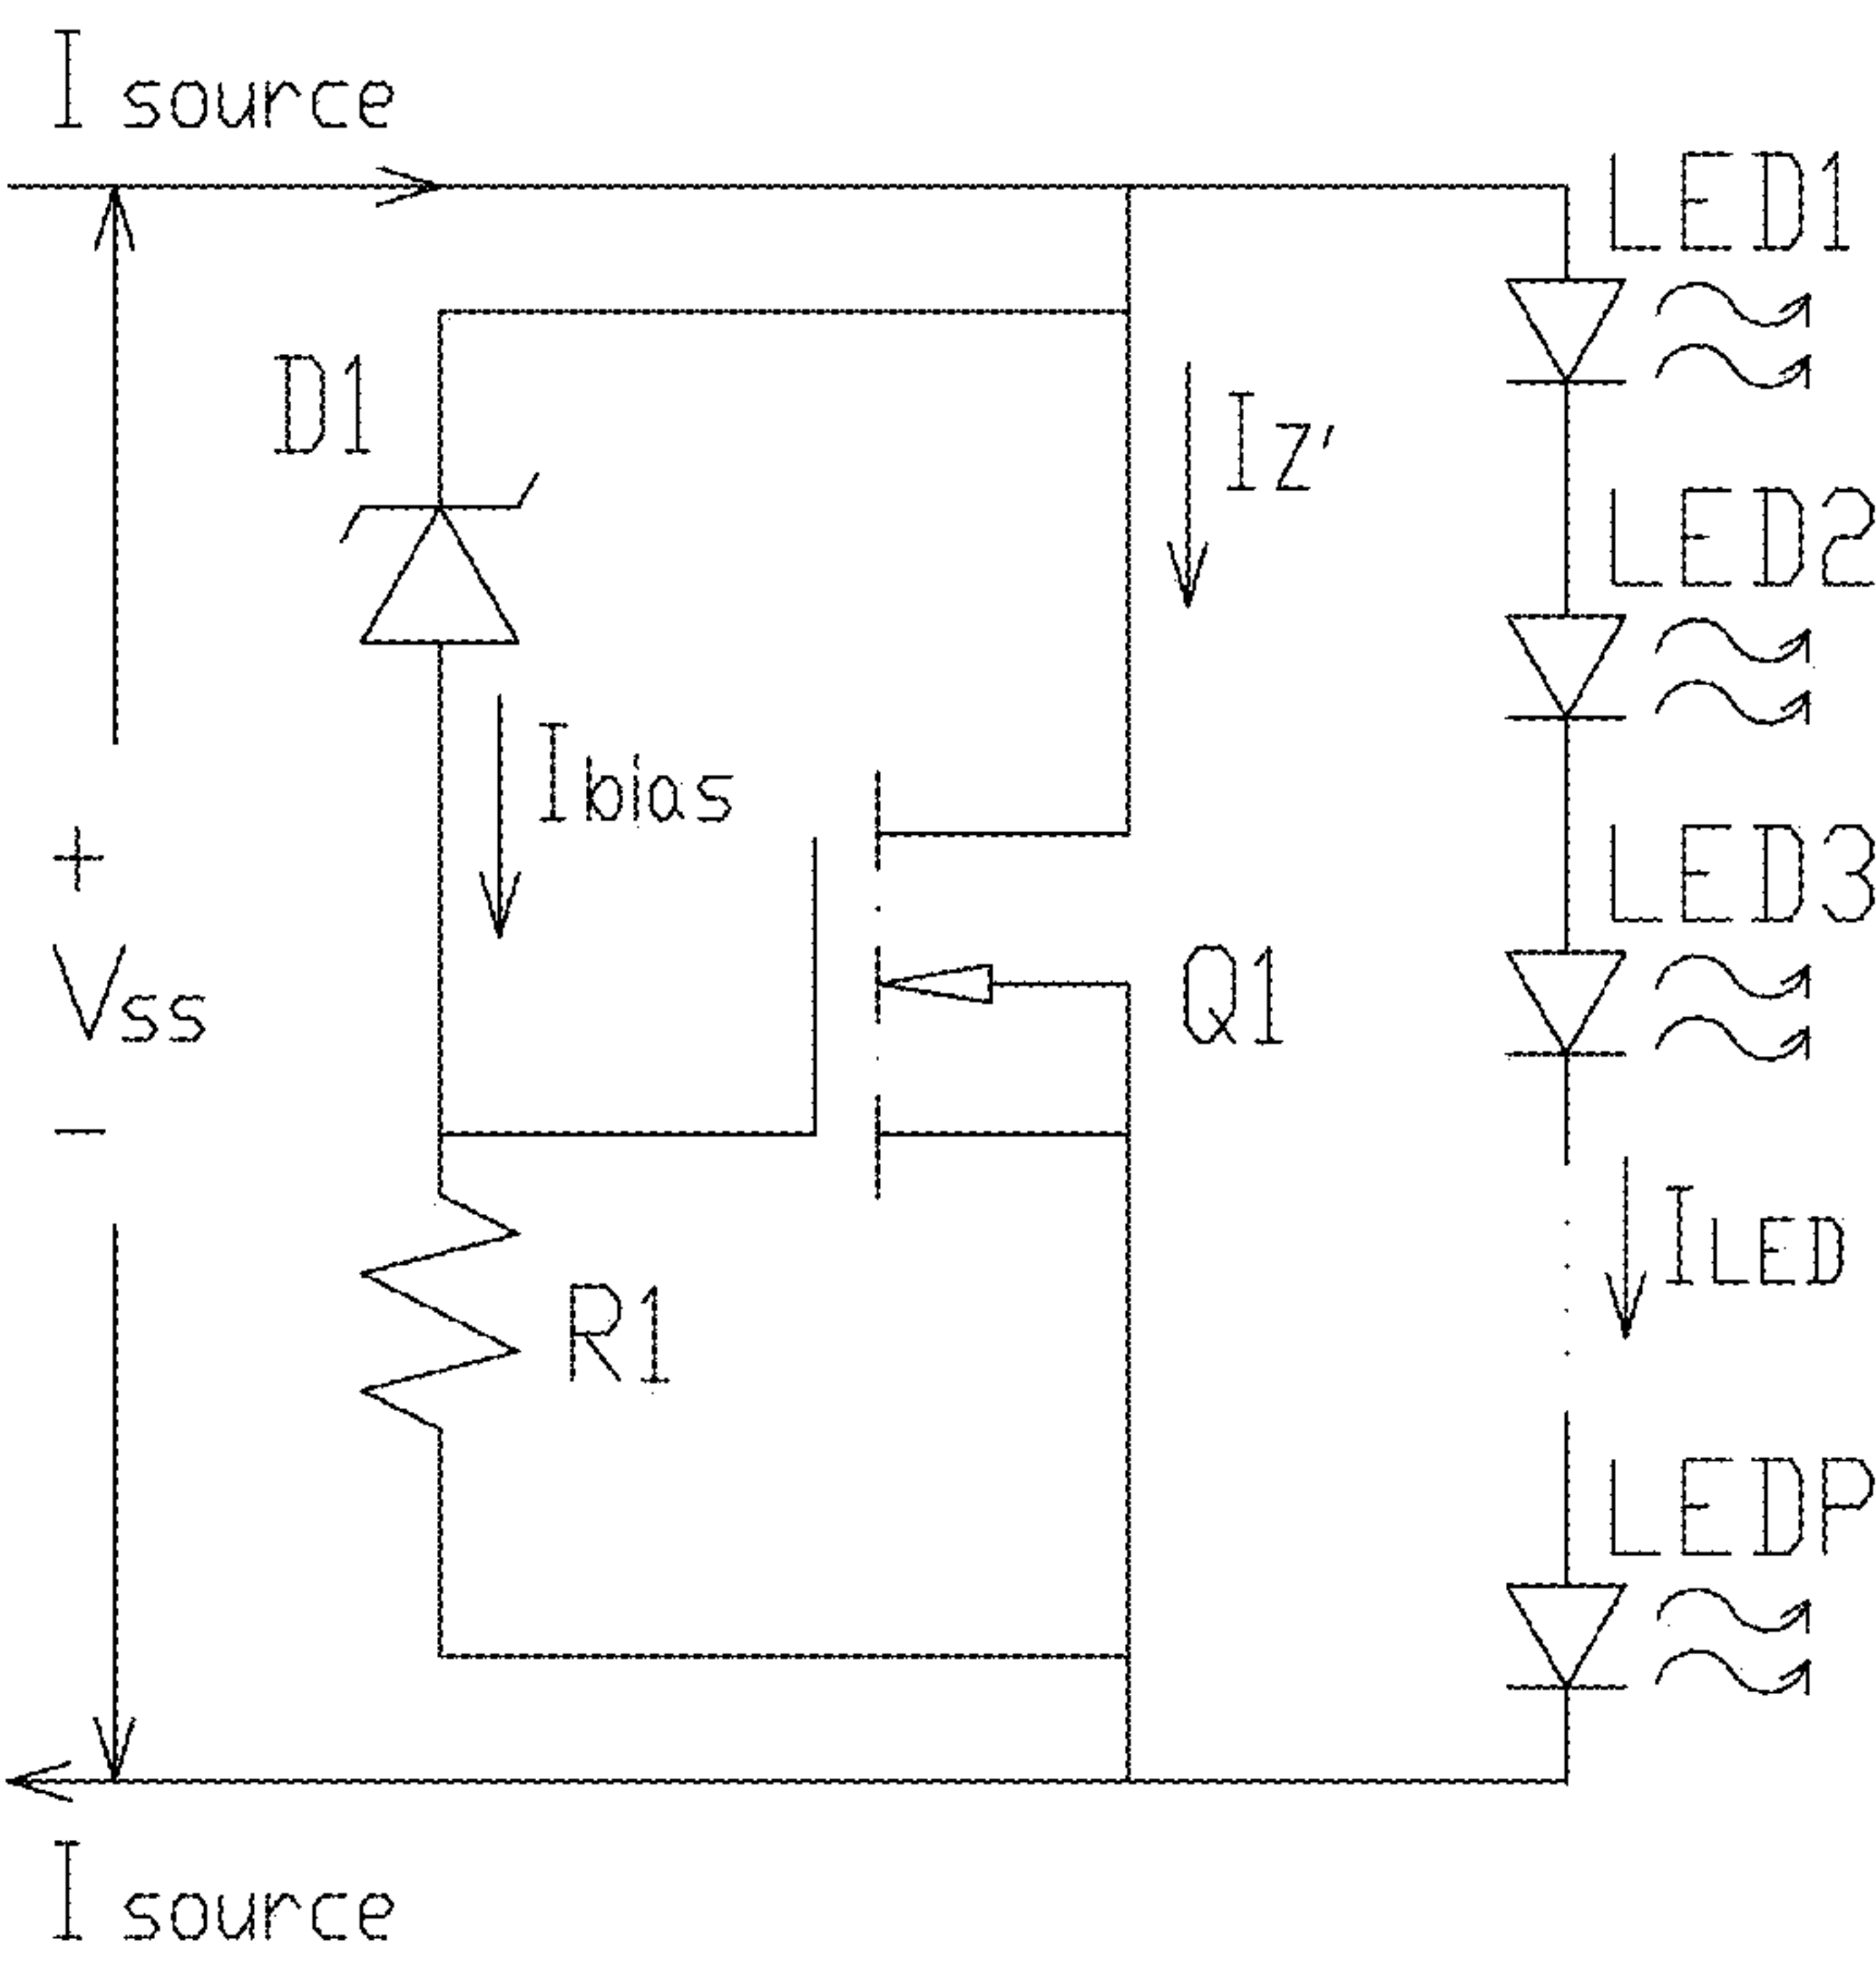 I source
LED1
D1
IZ'
LED2
Ibias
+
LED3
Vss
Q1
−
ILED
R1
LEDP
I source